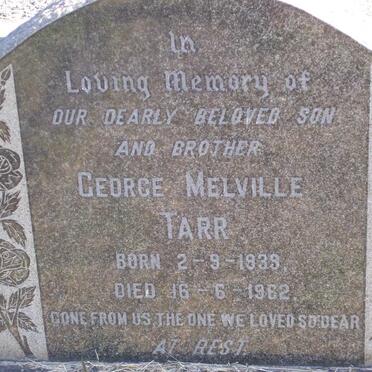 In
Loving Memory of
OUR DEARLY BELOVED SON
AND BROTHER
GEORGE MELVILLE
TARR
BORN 2-9-1939,
DIED 16-6-1962
GONE FROM US, THE ONE WE LOVED SO DEAR
AT REST